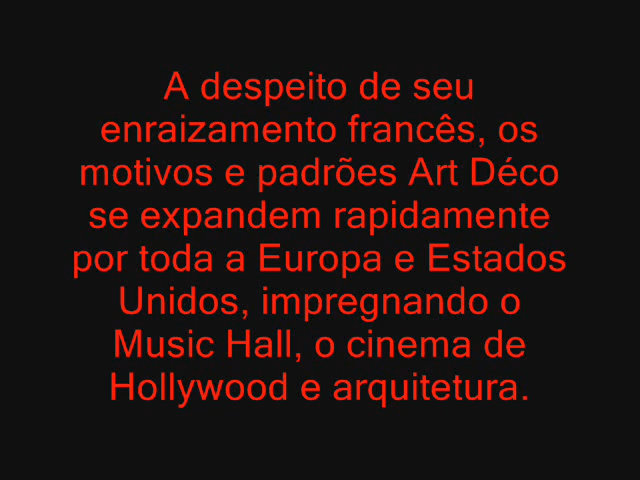 A despeito de seu
enraizamento francês, os
motivos e padrões Art Déco
se expandem rapidamente
por toda a Europa e Estados
Unidos, impregnando o
Music Hall, o cinema de
Hollywood e arquitetura.